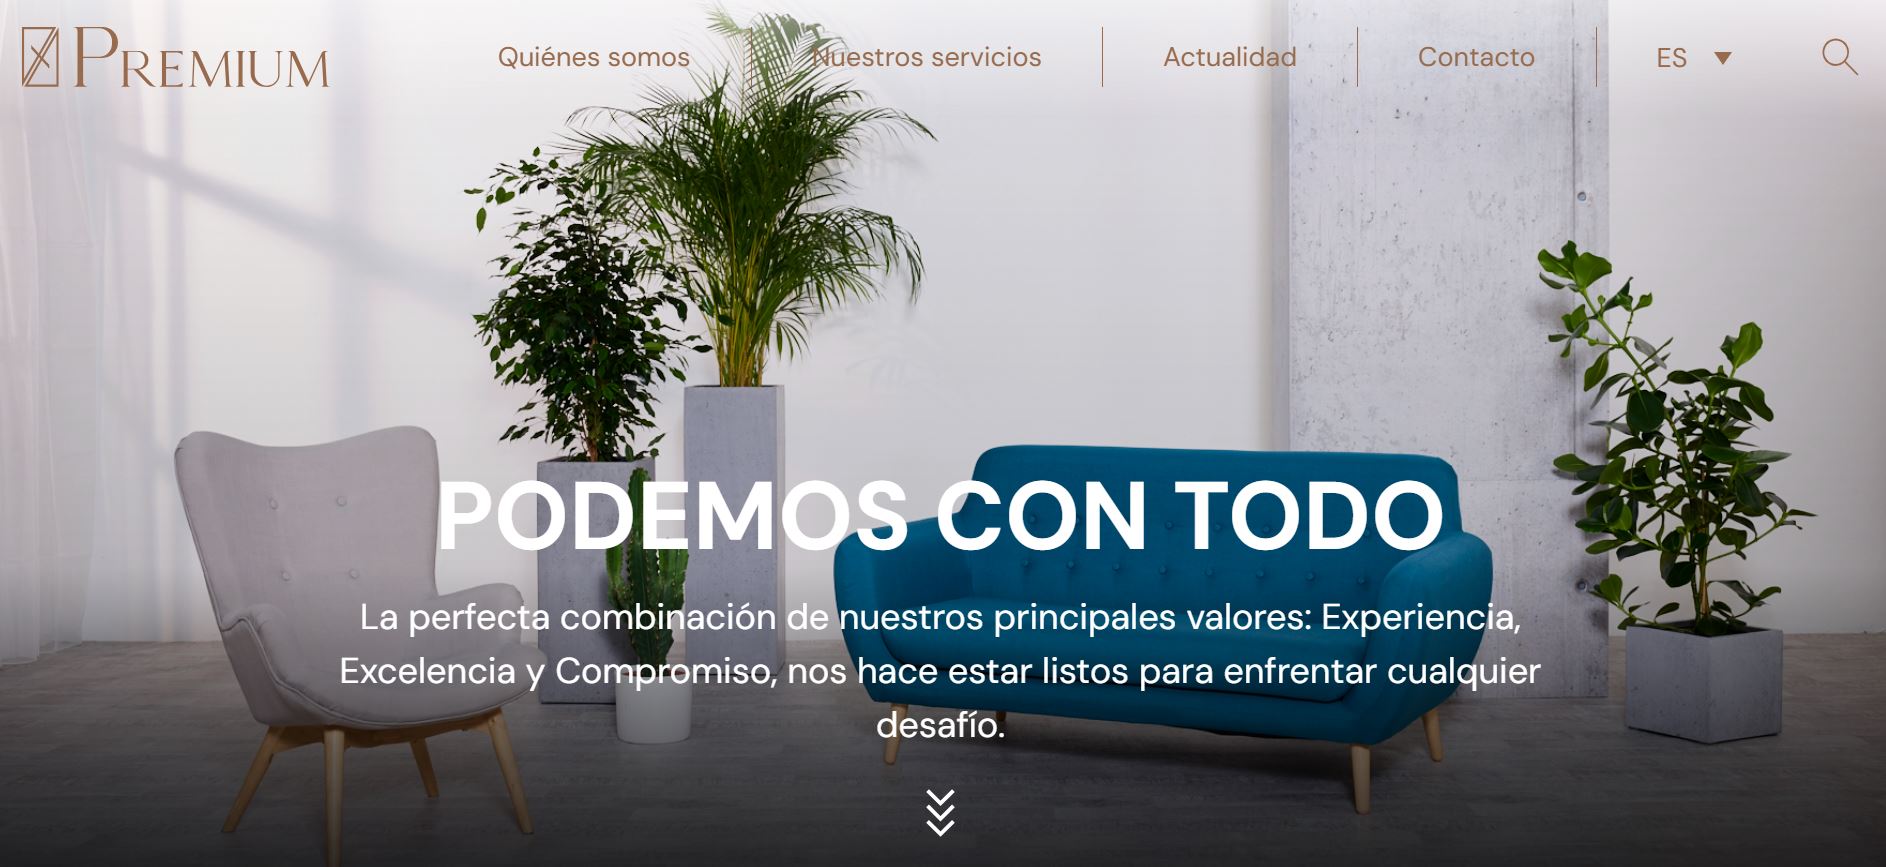 PREMIUM
Quiénes somos
Nuestros servicios
Actualidad
Contacto
ES
PODEMOS CON TODO
La perfecta combinación de nuestros principales valores: Experiencia,
Excelencia y Compromiso, nos hace estar listos para enfrentar cualquier
desafío.